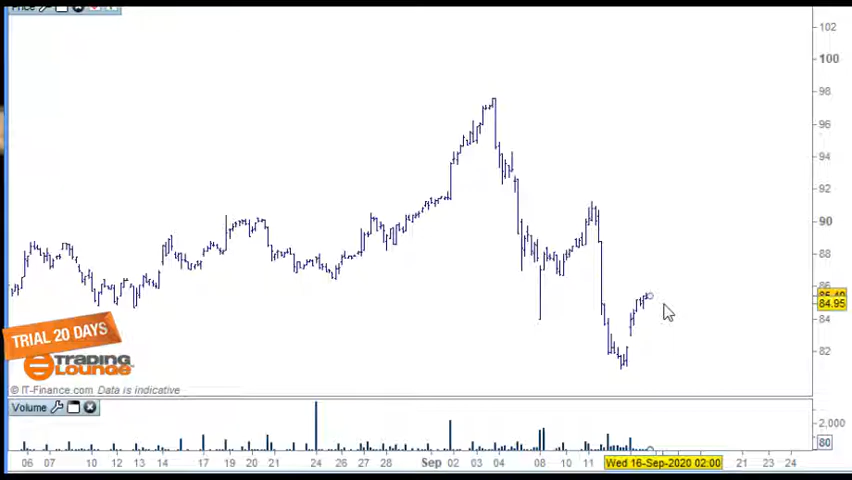 Price
102
100
98
96
94
92
90
88
86
85.40
84.95
84
82
TRIAL 20 DAYS
TRADING
LOUNGE
© IT-Finance.com Data is indicative
Volume
2,000
80
06 07 10 12 13 14 17 19 20 21 24 26 27 28 Sep 02 03 04 08 10 11 Wed 16-Sep-2020 02:00 21 23 24